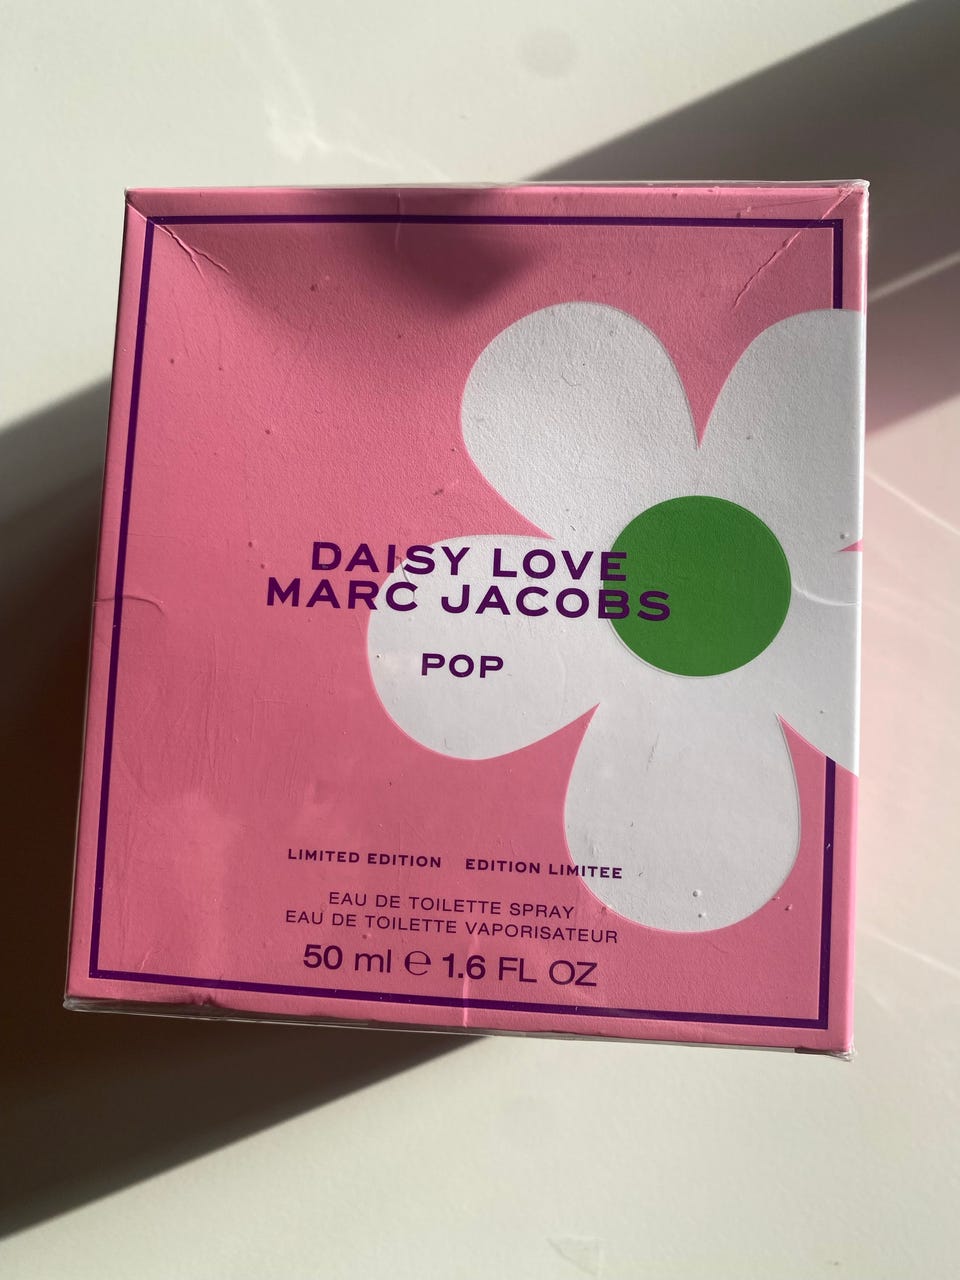 DAISY LOVE
MARC JACOBS
POP
LIMITED EDITION EDITION LIMITEE
EAU DE TOILETTE SPRAY
EAU DE TOILETTE VAPORISATEUR
50 ml ℮ 1.6 FL OZ